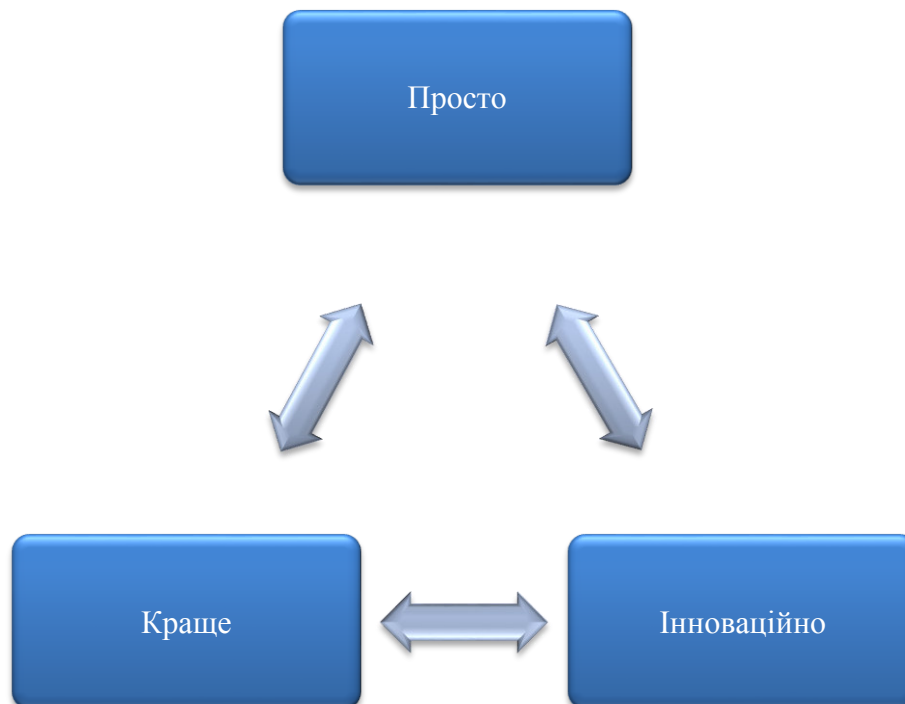 Просто
Краще
Інноваційно